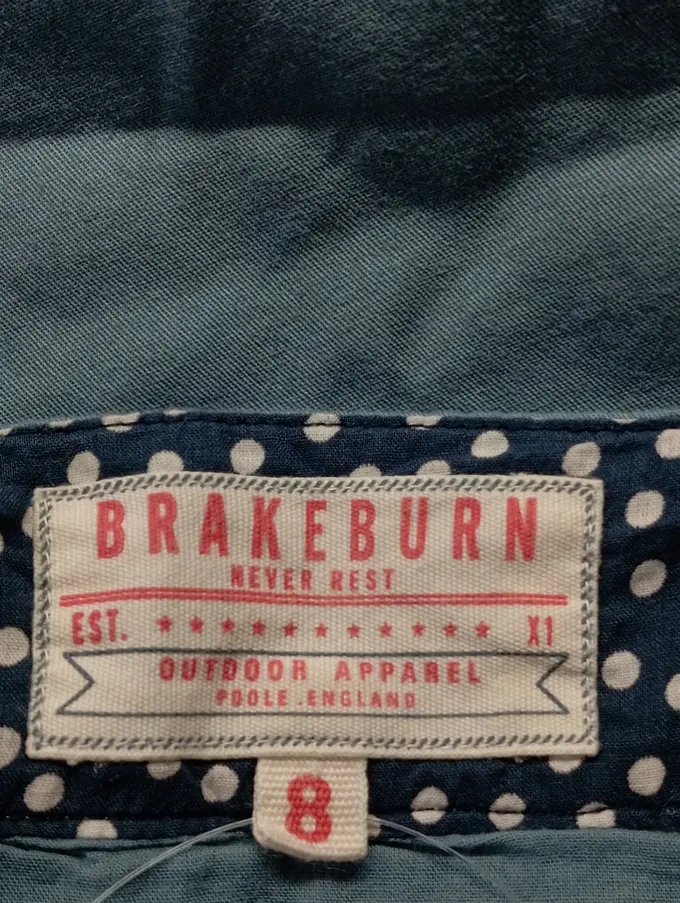 BRAKEBURN
NEVER REST
EST. ★★★★★★★★★★★ X1
OUTDOOR APPAREL
POOLE.ENGLAND
8